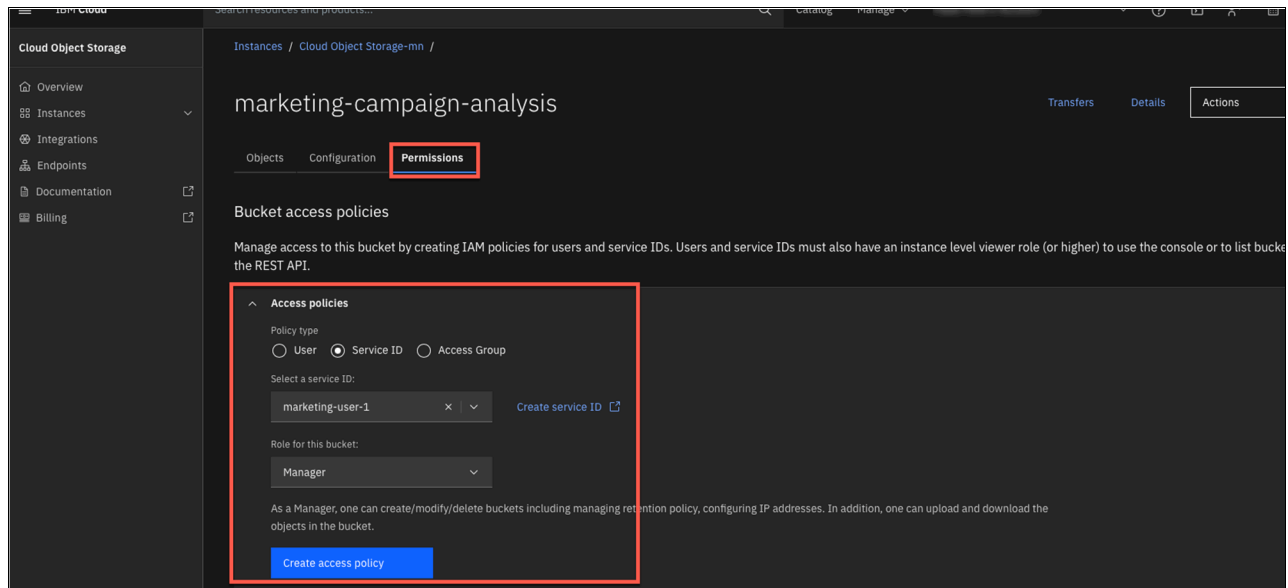 IBM Cloud
Search resources and products...
Catalog
Manage
Cloud Object Storage
Overview
Instances
Integrations
Endpoints
Documentation
Billing
Instances / Cloud Object Storage-mn /
marketing-campaign-analysis
Transfers
Details
Actions
Objects
Configuration
Permissions
Bucket access policies
Manage access to this bucket by creating IAM policies for users and service IDs. Users and service IDs must also have an instance level viewer role (or higher) to use the console or to list bucke
the REST API.
Access policies
Policy type
User
Service ID
Access Group
Select a service ID:
marketing-user-1
Create service ID
Role for this bucket:
Manager
As a Manager, one can create/modify/delete buckets including managing retention policy, configuring IP addresses. In addition, one can upload and download the
objects in the bucket.
Create access policy